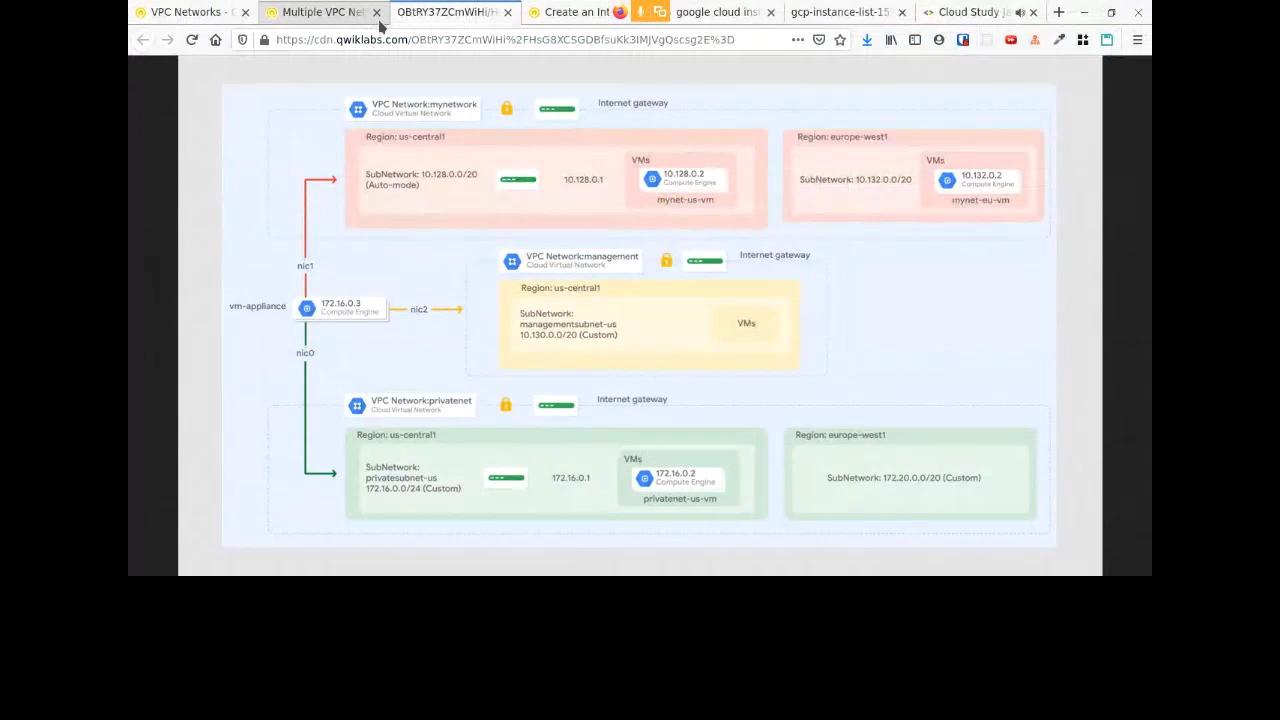 VPC Networks - C
Multiple VPC Net
OBtRY37ZCmWiHi/H
Create an Int
google cloud inst
gcp-instance-list-15
Cloud Study Ja
https://cdn.qwiklabs.com/OBtRY37ZCmWiHi%2FHsG8XCSGDBfsuKk3IMJVgQscsg2E%3D
VPC Network:mynetwork
Cloud Virtual Network
Internet gateway
Region: us-central1
SubNetwork: 10.128.0.0/20
(Auto-mode)
10.128.0.1
VMs
10.128.0.2
Compute Engine
mynet-us-vm
Region: europe-west1
SubNetwork: 10.132.0.0/20
VMs
10.132.0.2
Compute Engine
mynet-eu-vm
nic1
vm-appliance
172.16.0.3
Compute Engine
nic2
nic0
VPC Network:management
Cloud Virtual Network
Internet gateway
Region: us-central1
SubNetwork:
managementsubnet-us
10.130.0.0/20 (Custom)
VMs
VPC Network:privatenet
Cloud Virtual Network
Internet gateway
Region: us-central1
SubNetwork:
privatesubnet-us
172.16.0.0/24 (Custom)
172.16.0.1
VMs
172.16.0.2
Compute Engine
privatenet-us-vm
Region: europe-west1
SubNetwork: 172.20.0.0/20 (Custom)